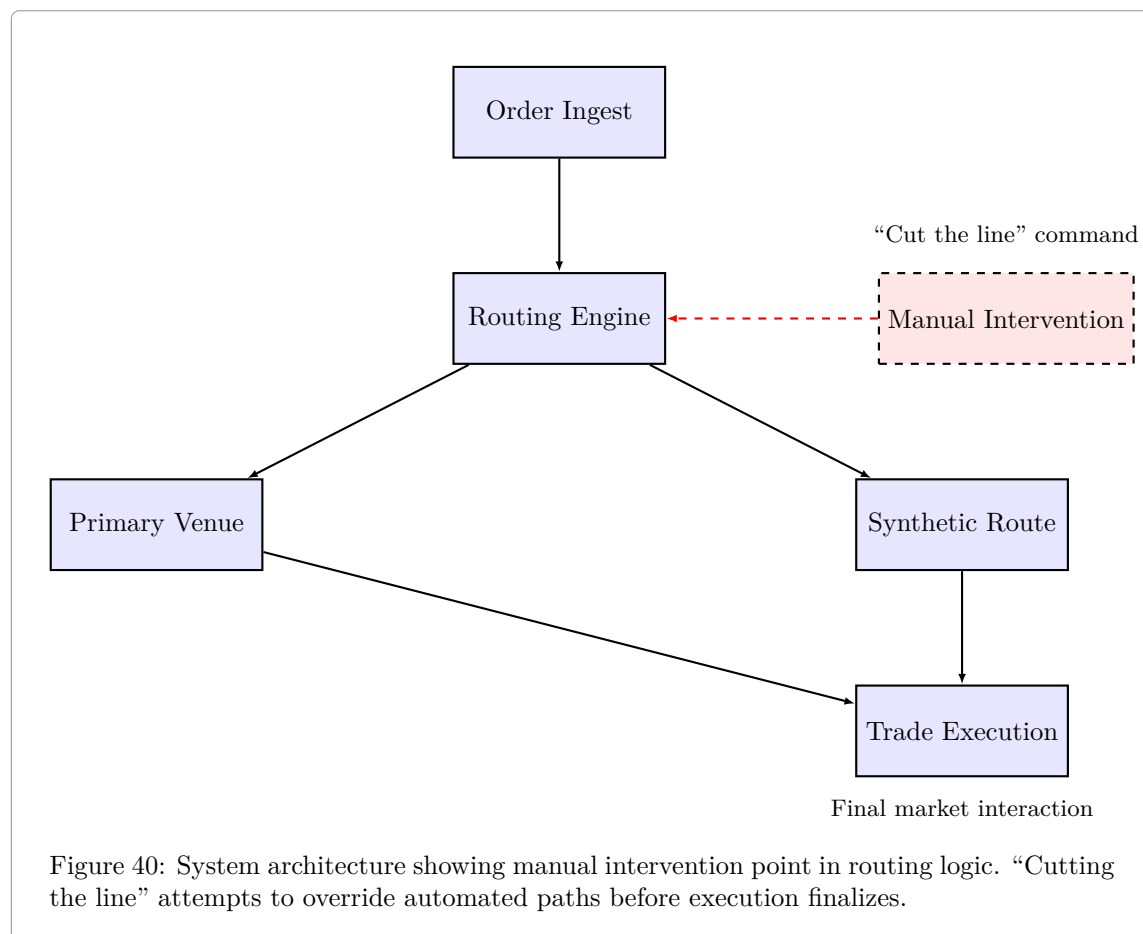 Order Ingest
“Cut the line” command
Routing Engine
Manual Intervention
Primary Venue
Synthetic Route
Trade Execution
Final market interaction
Figure 40: System architecture showing manual intervention point in routing logic. “Cutting
the line” attempts to override automated paths before execution finalizes.